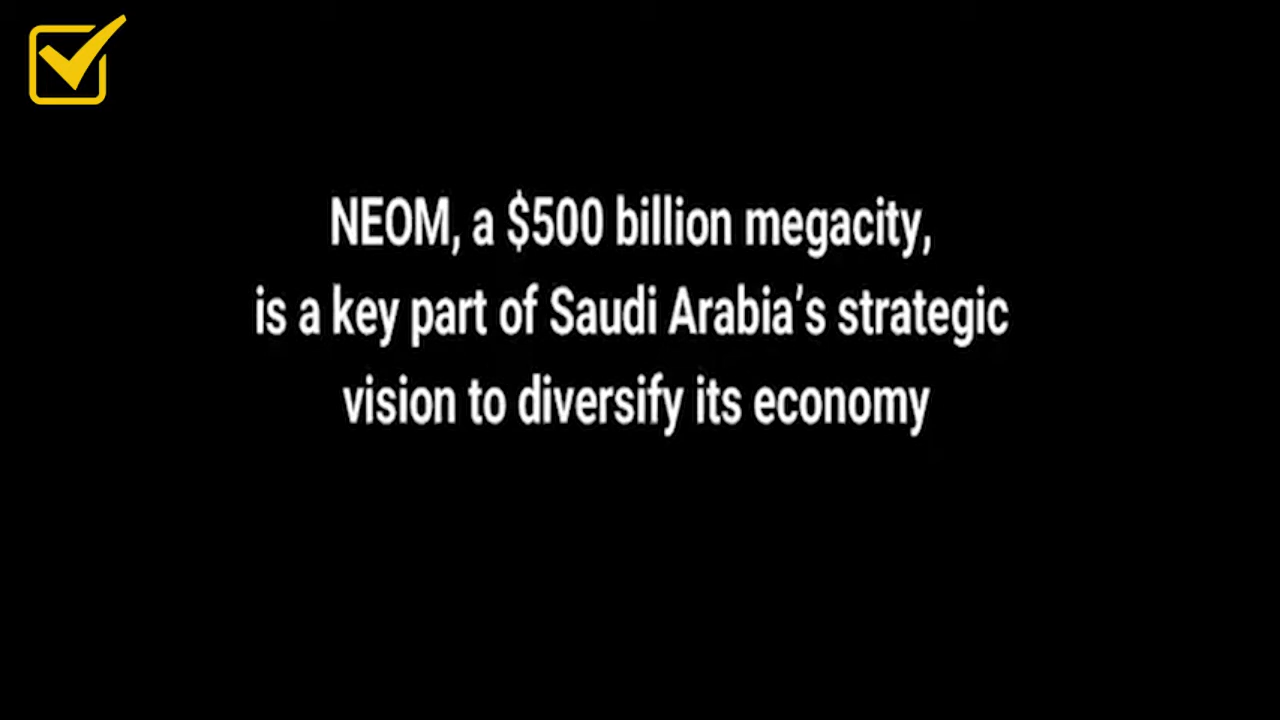 NEOM, a $500 billion megacity,
is a key part of Saudi Arabia’s strategic
vision to diversify its economy